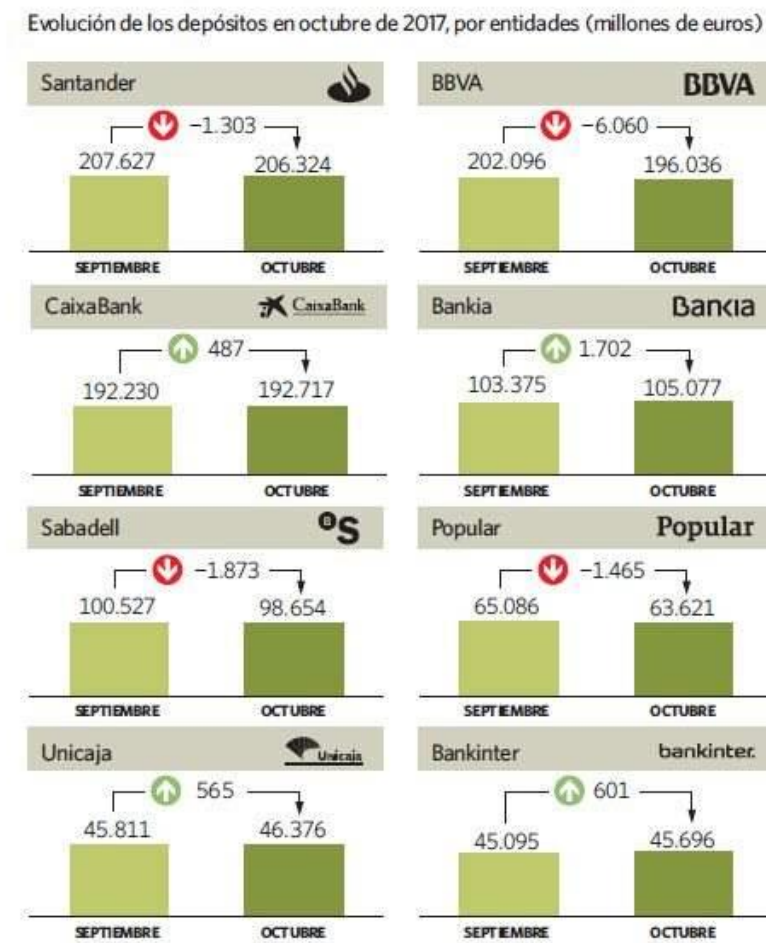 Evolución de los depósitos en octubre de 2017, por entidades (millones de euros)
Santander
−1.303
207.627 206.324
SEPTIEMBRE OCTUBRE
BBVA BBVA
−6.060
202.096 196.036
SEPTIEMBRE OCTUBRE
CaixaBank CaixaBank
487
192.230 192.717
SEPTIEMBRE OCTUBRE
Bankia Bankia
1.702
103.375 105.077
SEPTIEMBRE OCTUBRE
Sabadell BS
−1.873
100.527 98.654
SEPTIEMBRE OCTUBRE
Popular Popular
−1.465
65.086 63.621
SEPTIEMBRE OCTUBRE
Unicaja Unicaja
565
45.811 46.376
SEPTIEMBRE OCTUBRE
Bankinter bankinter.
601
45.095 45.696
SEPTIEMBRE OCTUBRE